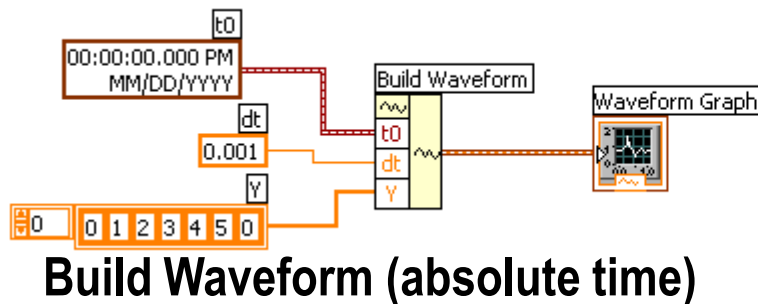 t0
00:00:00.000 PM
MM/DD/YYYY
Build Waveform
Waveform Graph
dt
t0
0.001
dt
Y
Y
0
0 1 2 3 4 5 0
Build Waveform (absolute time)